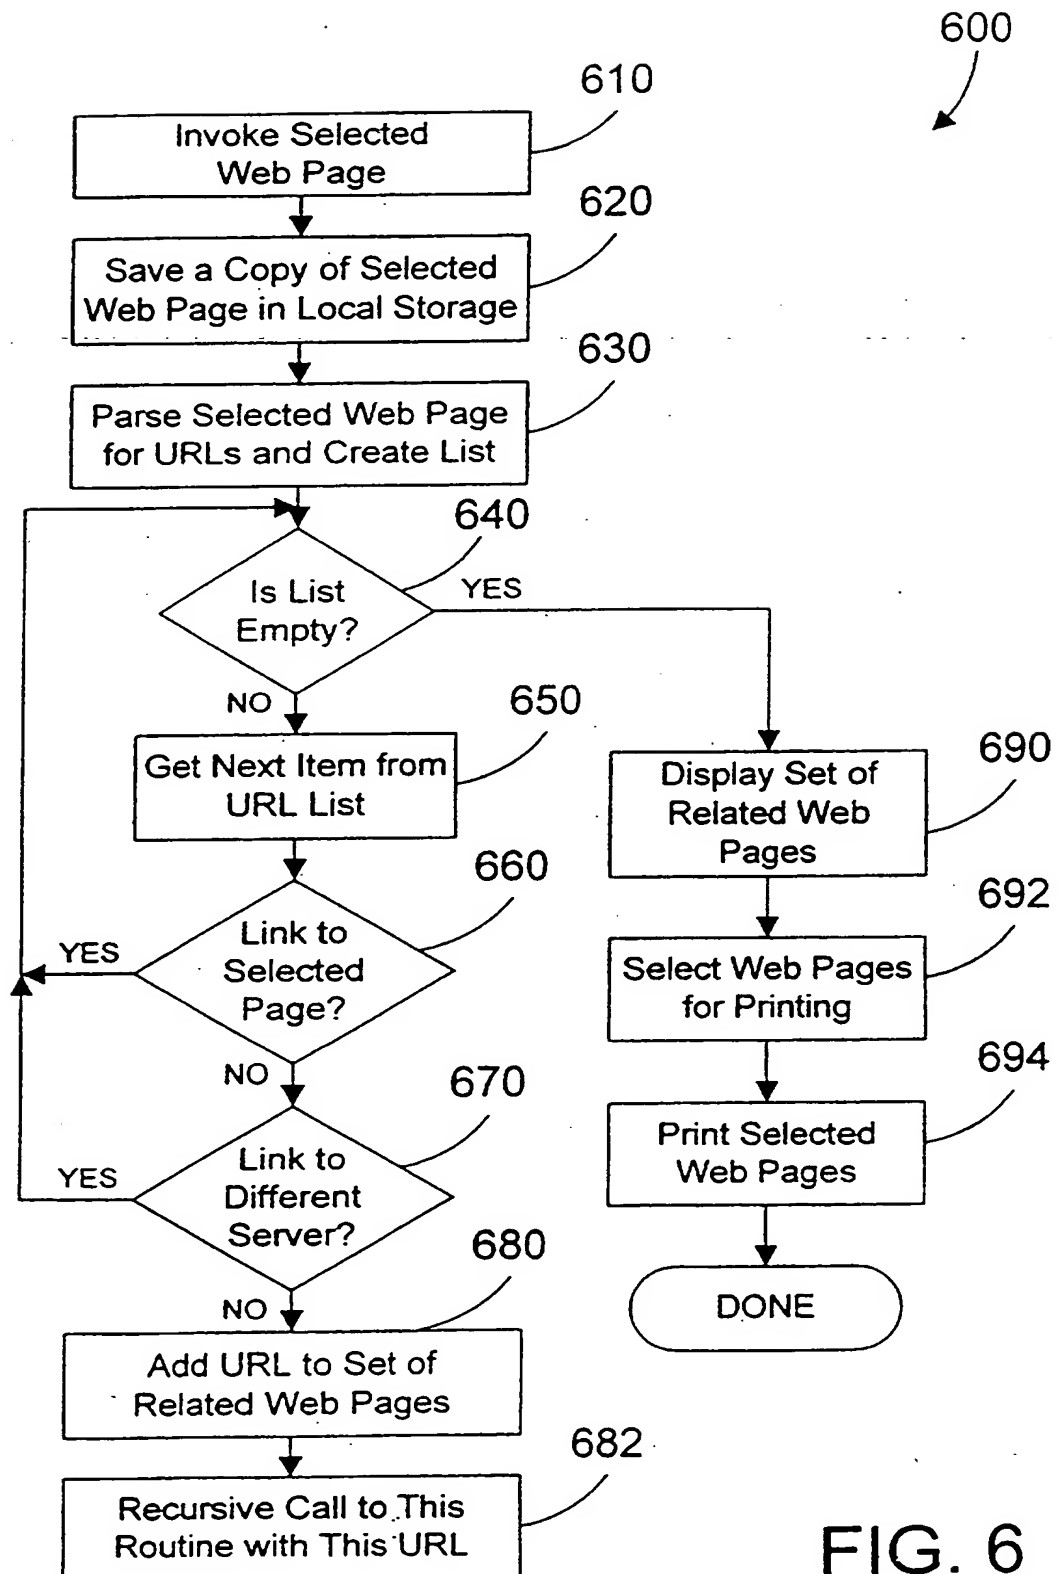 600
610
Invoke Selected
Web Page
620
Save a Copy of Selected
Web Page in Local Storage
630
Parse Selected Web Page
for URLs and Create List
640
Is List
Empty?
YES
NO
650
Get Next Item from
URL List
690
Display Set of
Related Web
Pages
660
Link to
Selected
Page?
YES
NO
692
Select Web Pages
for Printing
670
Link to
Different
Server?
YES
NO
694
Print Selected
Web Pages
680
Add URL to Set of
Related Web Pages
DONE
682
Recursive Call to This
Routine with This URL
FIG. 6